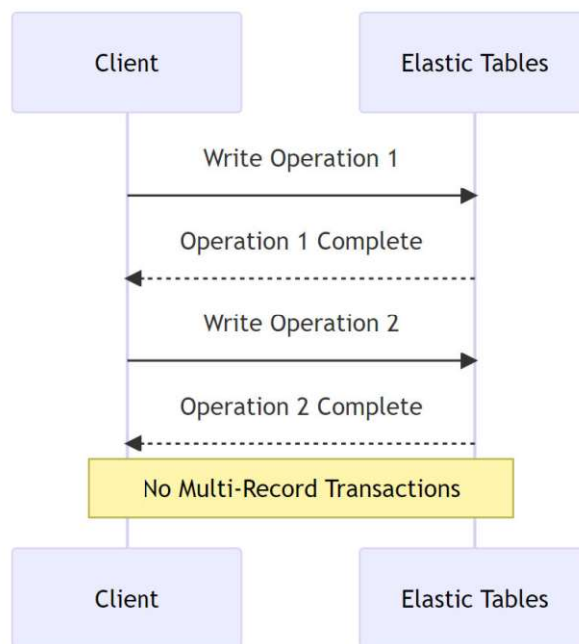 Client
Elastic Tables
Write Operation 1
Operation 1 Complete
Write Operation 2
Operation 2 Complete
No Multi-Record Transactions
Client
Elastic Tables